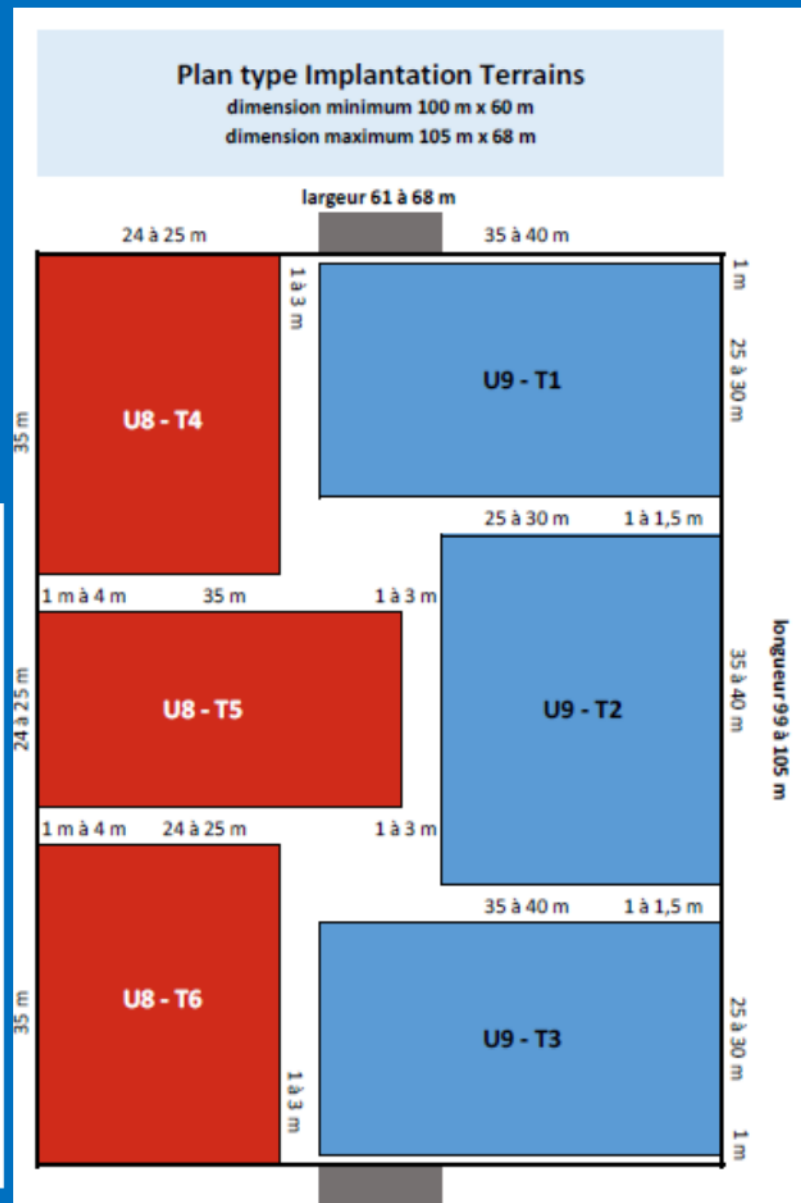 Plan type Implantation Terrains
dimension minimum 100 m x 60 m
dimension maximum 105 m x 68 m
largeur 61 à 68 m
24 à 25 m
35 à 40 m
1 à 3 m
1 m
25 à 30 m
U9 - T1
U8 - T4
35 m
25 à 30 m
1 à 1,5 m
1 m à 4 m
35 m
1 à 3 m
longueur 99 à 105 m
35 à 40 m
24 à 25 m
U8 - T5
U9 - T2
1 m à 4 m
24 à 25 m
1 à 3 m
35 à 40 m
1 à 1,5 m
U8 - T6
35 m
25 à 30 m
U9 - T3
1 à 3 m
1 m